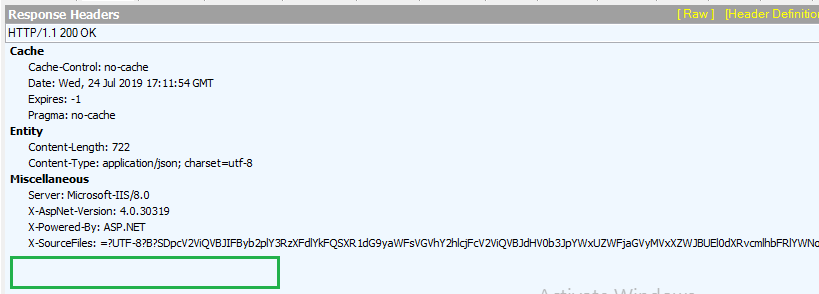 Response Headers [ Raw ] [Header Definition
HTTP/1.1 200 OK
Cache
Cache-Control: no-cache
Date: Wed, 24 Jul 2019 17:11:54 GMT
Expires: -1
Pragma: no-cache
Entity
Content-Length: 722
Content-Type: application/json; charset=utf-8
Miscellaneous
Server: Microsoft-IIS/8.0
X-AspNet-Version: 4.0.30319
X-Powered-By: ASP.NET
X-SourceFiles: =?UTF-8?B?SDpcV2ViQVBJIFByb2plY3RzXFdlYkFQSXR1dG9yaWFsVGVhY2hlcjFcV2ViQVBJdHV0b3JpYWxUZWFjaGVyMVxXZWJBUEl0dXRvcmlhbFRlYWNo
Activate Windows